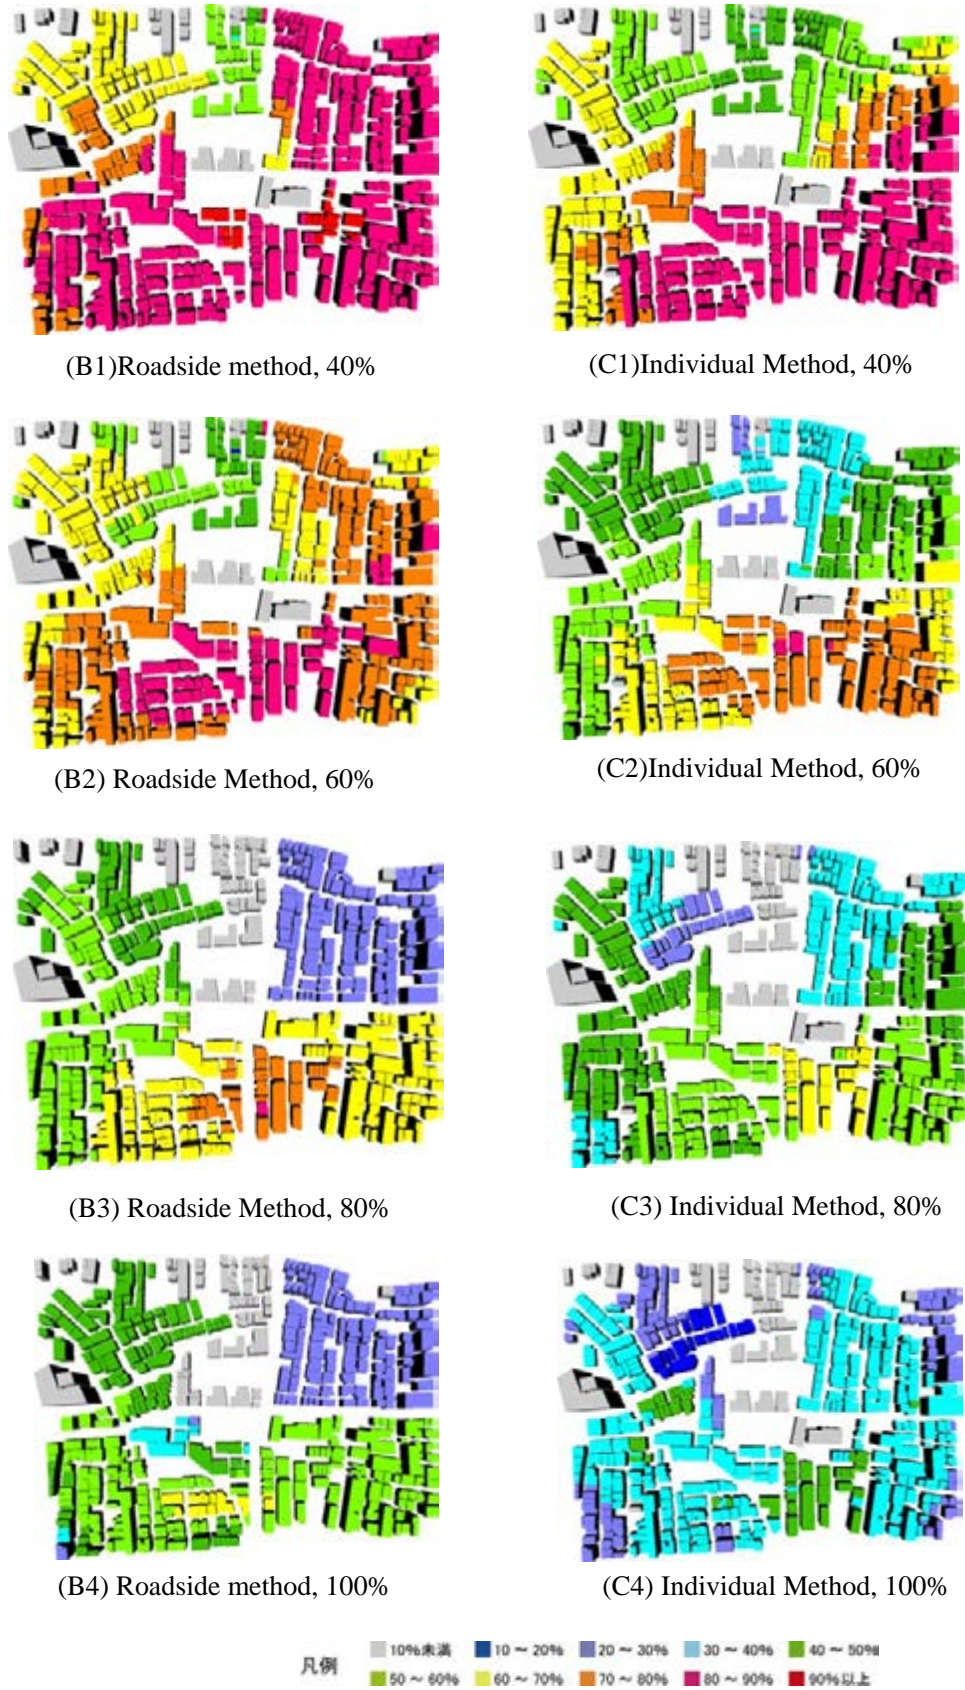 (B1)Roadside method, 40%
(C1)Individual Method, 40%
(B2) Roadside Method, 60%
(C2)Individual Method, 60%
(B3) Roadside Method, 80%
(C3) Individual Method, 80%
(B4) Roadside method, 100%
(C4) Individual Method, 100%
凡例
10%未満 10 ～ 20% 20 ～ 30% 30 ～ 40% 40 ～ 50%
50 ～ 60% 60 ～ 70% 70 ～ 80% 80 ～ 90% 90%以上